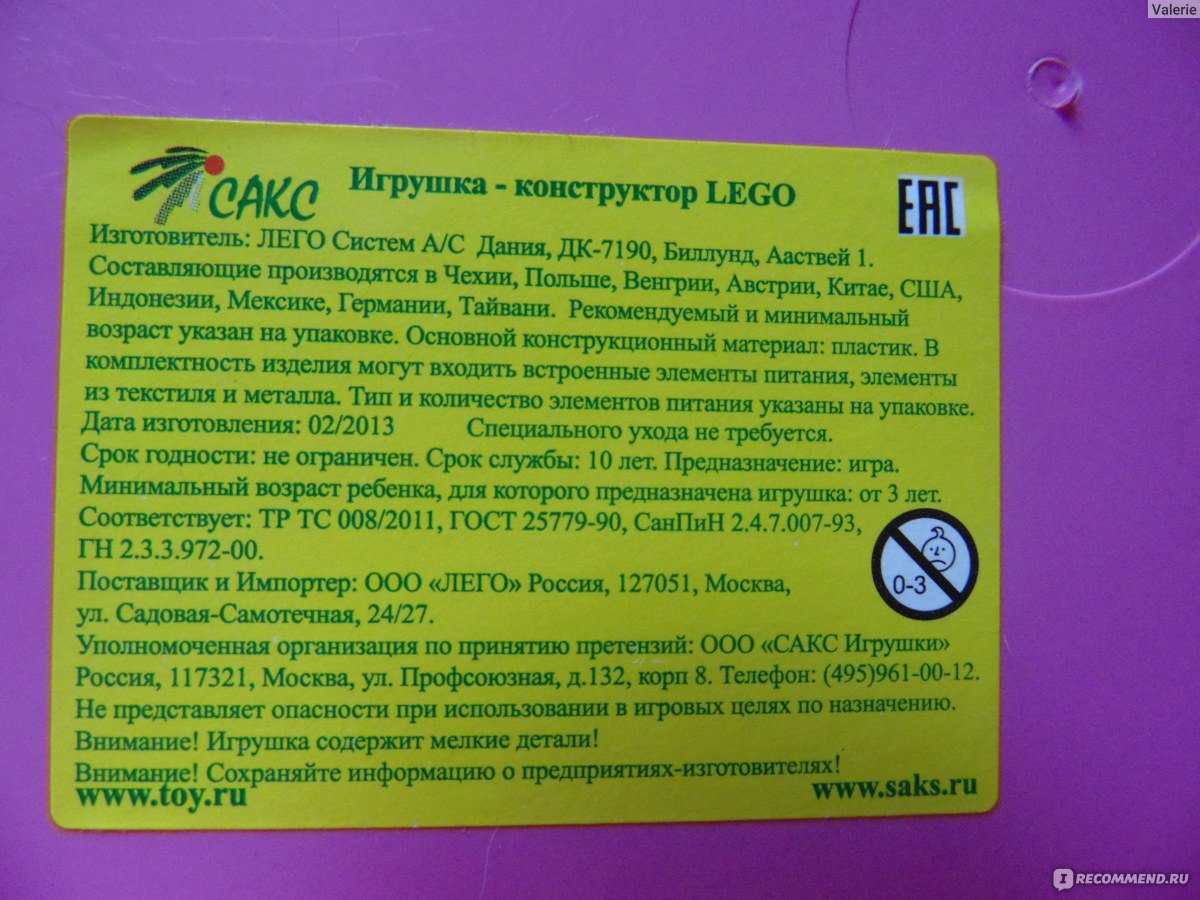 Valerie
САКС
Игрушка - конструктор LEGO
EAC
Изготовитель: ЛЕГО Систем А/С Дания, ДК-7190, Биллунд,Ааствей 1.
Составляющие производятся в Чехии, Польше, Венгрии, Австрии, Китае, США,
Индонезии, Мексике, Германии, Тайвани. Рекомендуемый и минимальный
возраст указан на упаковке. Основной конструкционный материал: пластик. В
комплектность изделия могут входить встроенные элементы питания, элементы
из текстиля и металла. Тип и количество элементов питания указаны на упаковке.
Дата изготовления: 02/2013 Специального ухода не требуется.
Срок годности: не ограничен. Срок службы: 10 лет. Предназначение: игра.
Минимальный возраст ребенка, для которого предназначена игрушка: от 3 лет.
Соответствует: ТР ТС 008/2011, ГОСТ 25779-90, СанПиН 2.4.7.007-93,
ГН 2.3.3.972-00.
0-3
Поставщик и Импортер: ООО «ЛЕГО» Россия, 127051, Москва,
ул. Садовая-Самотечная, 24/27.
Уполномоченная организация по принятию претензий: ООО «САКС Игрушки»
Россия, 117321, Москва, ул. Профсоюзная, д.132, корп 8. Телефон: (495)961-00-12.
Не представляет опасности при использовании в игровых целях по назначению.
Внимание! Игрушка содержит мелкие детали!
Внимание! Сохраняйте информацию о предприятиях-изготовителях!
www.toy.ru www.saks.ru
IRECOMMEND.RU